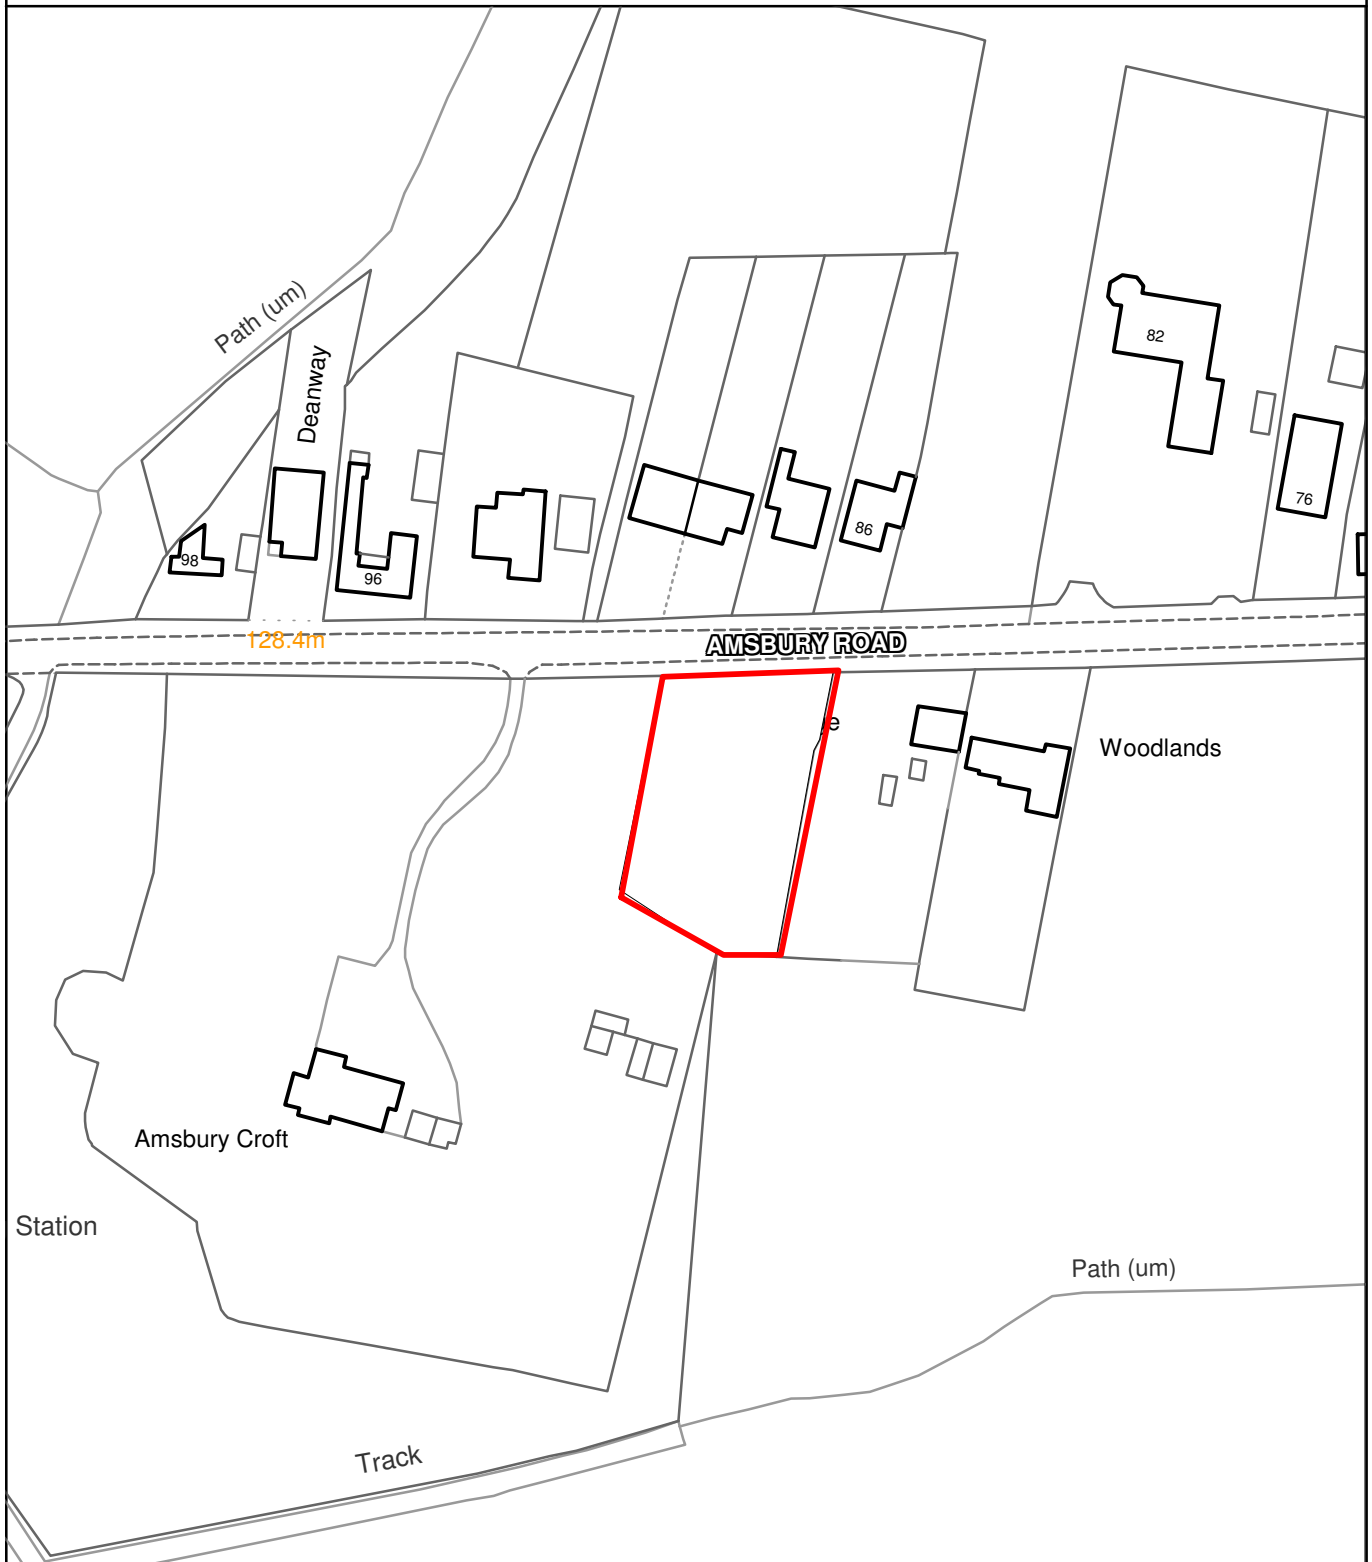 Path (um)
Deanway
82
76
86
98
96
128.4m
AMSBURY ROAD
Woodlands
Amsbury Croft
Station
Path (um)
Track